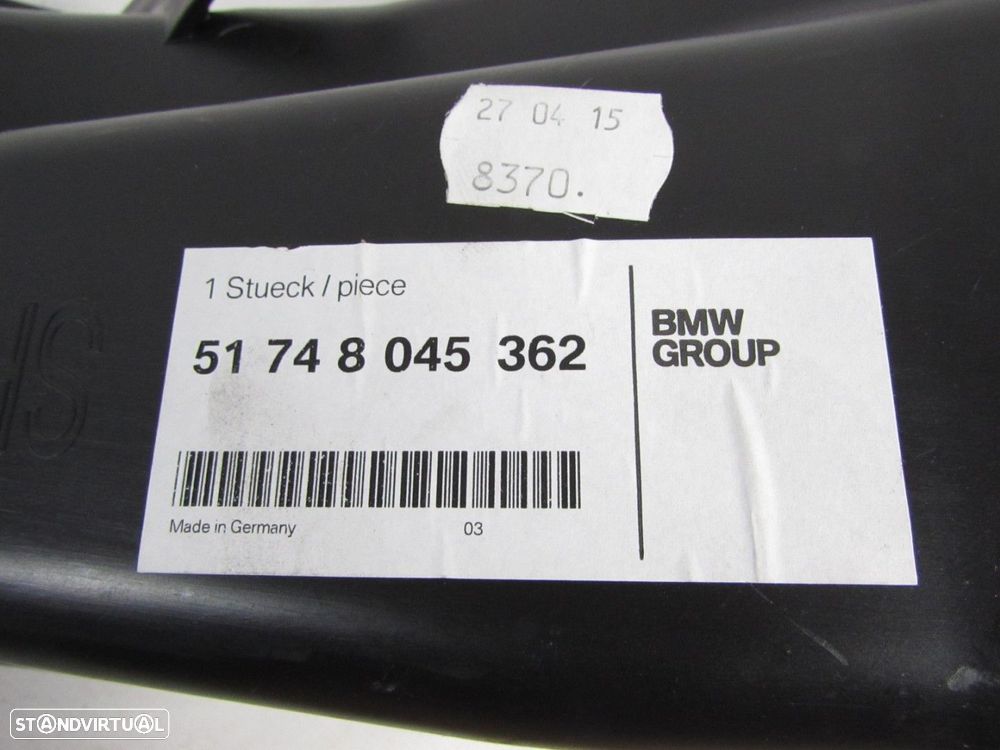 27 04 15
8370.
1 Stueck / piece
51 74 8 045 362
BMW
GROUP
Made in Germany 03
STANDVIRTUAL